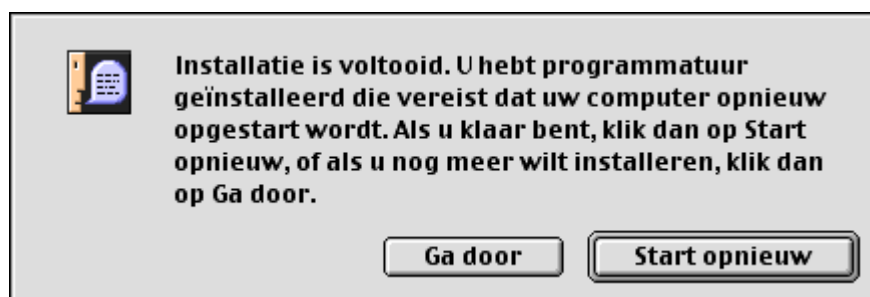 Installatie is voltooid. U hebt programmatuur
geïnstalleerd die vereist dat uw computer opnieuw
opgestart wordt. Als u klaar bent, klik dan op Start
opnieuw, of als u nog meer wilt installeren, klik dan
op Ga door.
Ga door Start opnieuw